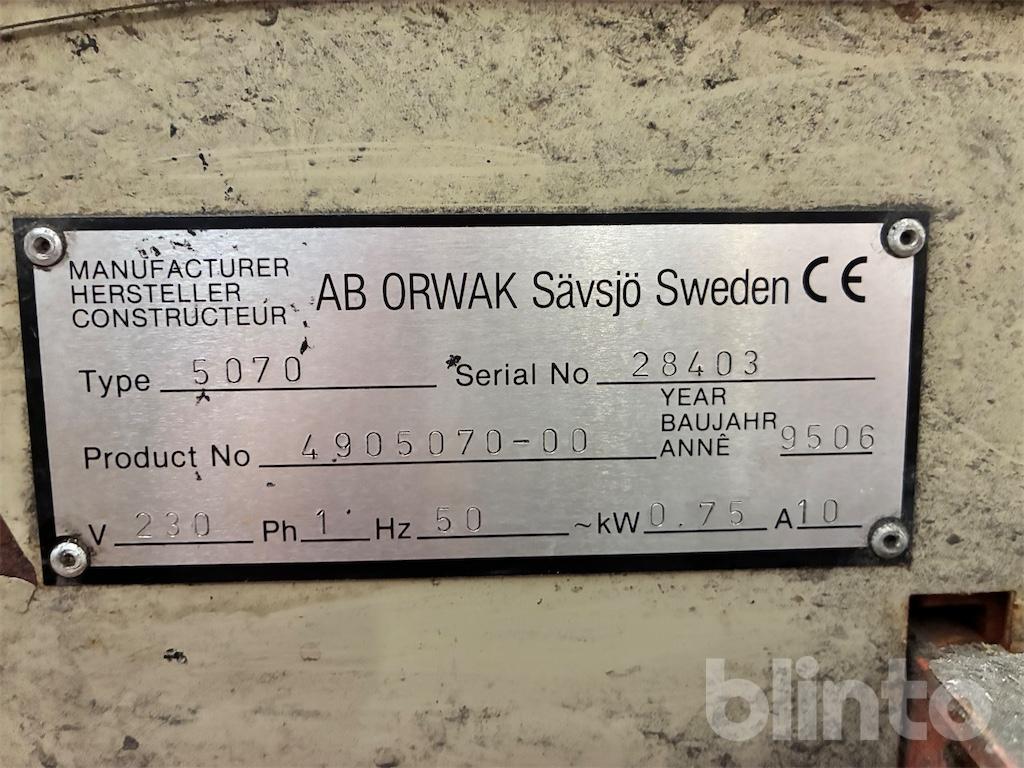 MANUFACTURER
HERSTELLER
CONSTRUCTEUR
AB ORWAK Sävsjö Sweden CE
Type 5070 Serial No 28403
Product No 4905070-00 YEAR
BAUJAHR
ANNÊ 9506
V 230 Ph 1 Hz 50 ~kW 0.75 A 10
blinto